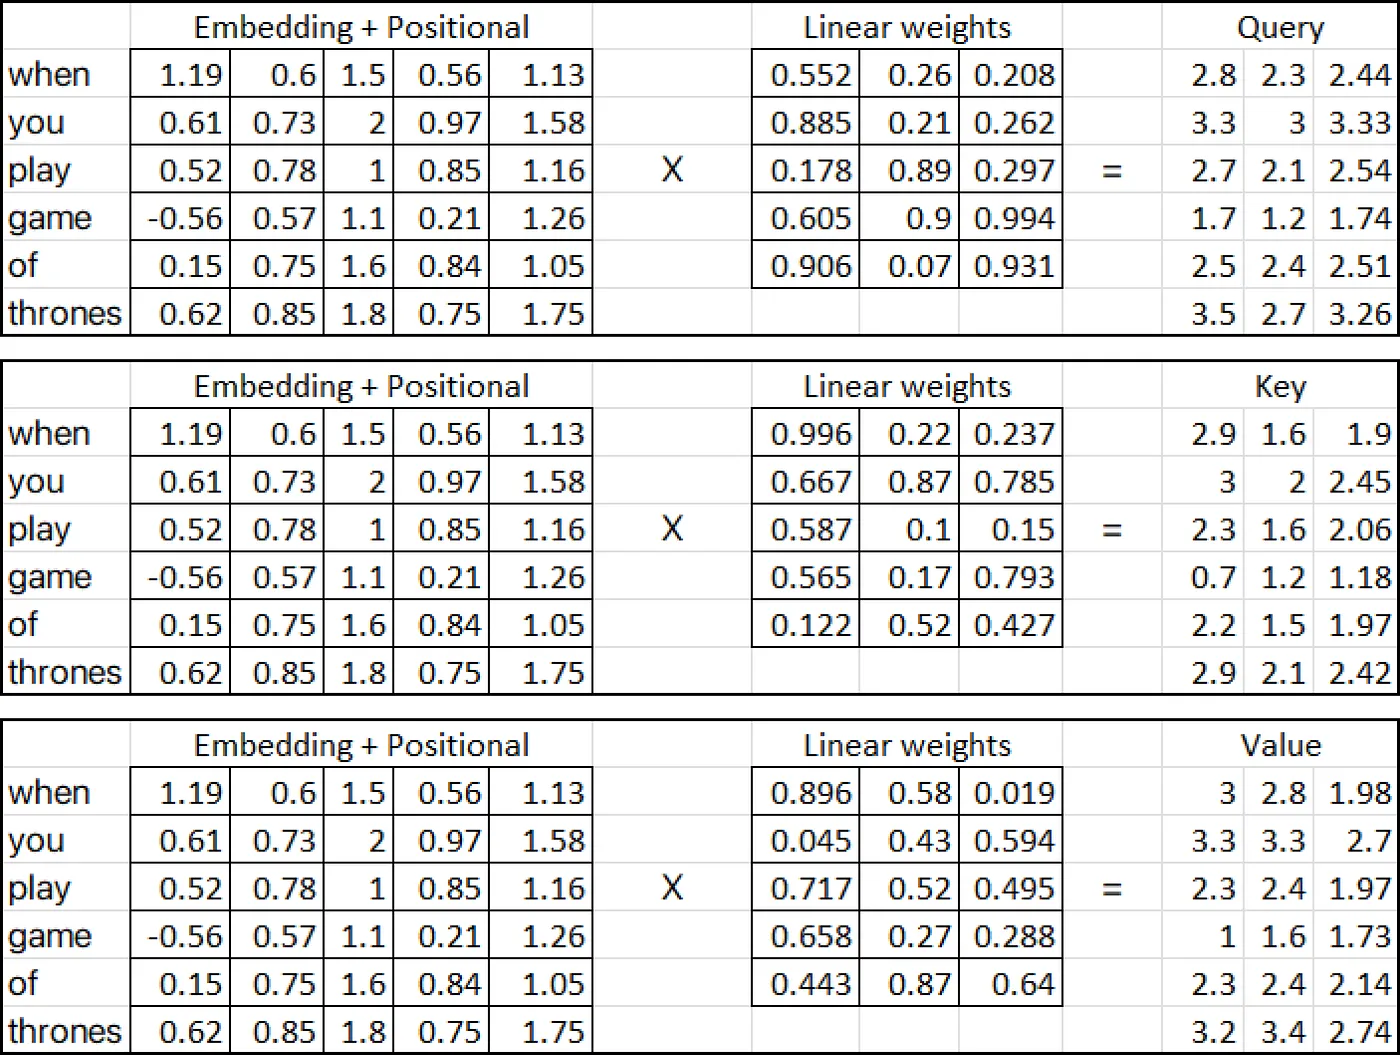 Embedding + Positional Linear weights Query
when 1.19 0.6 1.5 0.56 1.13 0.552 0.26 0.208 2.8 2.3 2.44
you 0.61 0.73 2 0.97 1.58 0.885 0.21 0.262 3.3 3 3.33
play 0.52 0.78 1 0.85 1.16 X 0.178 0.89 0.297 = 2.7 2.1 2.54
game -0.56 0.57 1.1 0.21 1.26 0.605 0.9 0.994 1.7 1.2 1.74
of 0.15 0.75 1.6 0.84 1.05 0.906 0.07 0.931 2.5 2.4 2.51
thrones 0.62 0.85 1.8 0.75 1.75 3.5 2.7 3.26
Embedding + Positional Linear weights Key
when 1.19 0.6 1.5 0.56 1.13 0.996 0.22 0.237 2.9 1.6 1.9
you 0.61 0.73 2 0.97 1.58 0.667 0.87 0.785 3 2 2.45
play 0.52 0.78 1 0.85 1.16 X 0.587 0.1 0.15 = 2.3 1.6 2.06
game -0.56 0.57 1.1 0.21 1.26 0.565 0.17 0.793 0.7 1.2 1.18
of 0.15 0.75 1.6 0.84 1.05 0.122 0.52 0.427 2.2 1.5 1.97
thrones 0.62 0.85 1.8 0.75 1.75 2.9 2.1 2.42
Embedding + Positional Linear weights Value
when 1.19 0.6 1.5 0.56 1.13 0.896 0.58 0.019 3 2.8 1.98
you 0.61 0.73 2 0.97 1.58 0.045 0.43 0.594 3.3 3.3 2.7
play 0.52 0.78 1 0.85 1.16 X 0.717 0.52 0.495 = 2.3 2.4 1.97
game -0.56 0.57 1.1 0.21 1.26 0.658 0.27 0.288 1 1.6 1.73
of 0.15 0.75 1.6 0.84 1.05 0.443 0.87 0.64 2.3 2.4 2.14
thrones 0.62 0.85 1.8 0.75 1.75 3.2 3.4 2.74